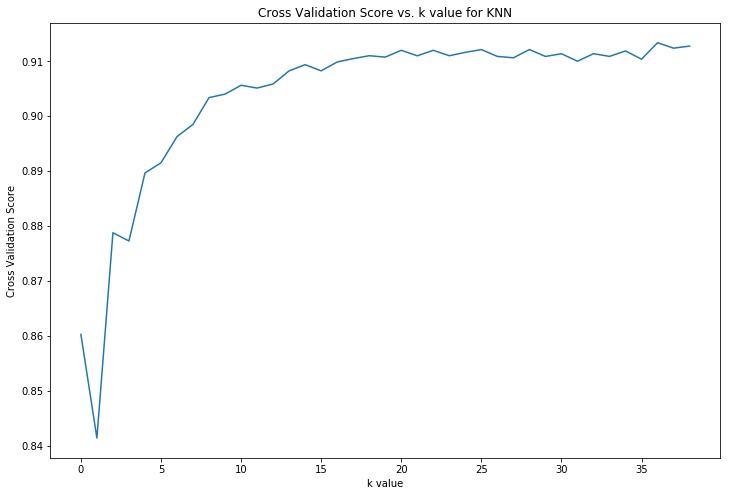 Cross Validation Score vs. k value for KNN
Cross Validation Score
0.91
0.90
0.89
0.88
0.87
0.86
0.85
0.84
0 5 10 15 20 25 30 35
k value